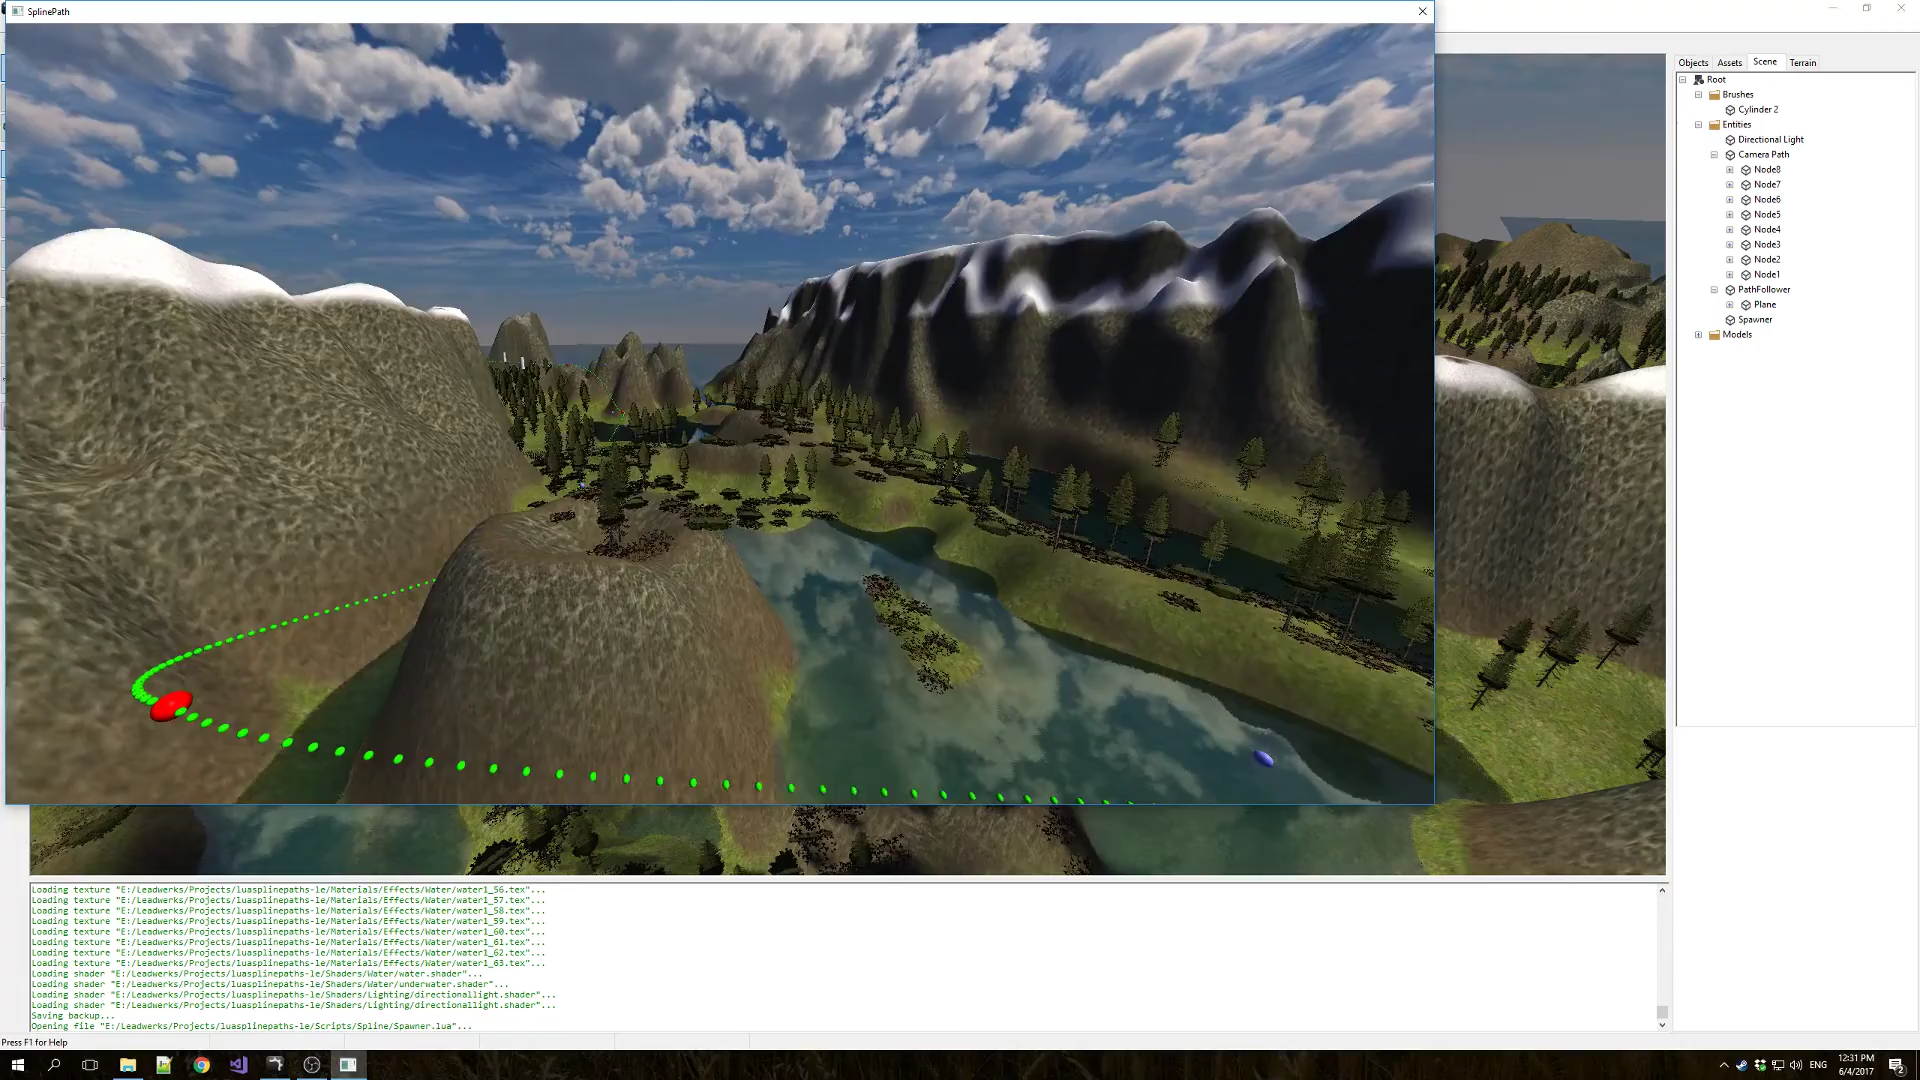 SplinePath
Objects Assets Scene Terrain
Root
Brushes
Cylinder 2
Entities
Directional Light
Camera Path
Node8
Node7
Node6
Node5
Node4
Node3
Node2
Node1
PathFollower
Plane
Spawner
Models
Loading texture "E:/Leadwerks/Projects/luasplinepaths-le/Materials/Effects/Water/water1_56.tex"...
Loading texture "E:/Leadwerks/Projects/luasplinepaths-le/Materials/Effects/Water/water1_57.tex"...
Loading texture "E:/Leadwerks/Projects/luasplinepaths-le/Materials/Effects/Water/water1_58.tex"...
Loading texture "E:/Leadwerks/Projects/luasplinepaths-le/Materials/Effects/Water/water1_59.tex"...
Loading texture "E:/Leadwerks/Projects/luasplinepaths-le/Materials/Effects/Water/water1_60.tex"...
Loading texture "E:/Leadwerks/Projects/luasplinepaths-le/Materials/Effects/Water/water1_61.tex"...
Loading texture "E:/Leadwerks/Projects/luasplinepaths-le/Materials/Effects/Water/water1_62.tex"...
Loading texture "E:/Leadwerks/Projects/luasplinepaths-le/Materials/Effects/Water/water1_63.tex"...
Loading shader "E:/Leadwerks/Projects/luasplinepaths-le/Shaders/Water/water.shader"...
Loading shader "E:/Leadwerks/Projects/luasplinepaths-le/Shaders/Water/underwater.shader"...
Loading shader "E:/Leadwerks/Projects/luasplinepaths-le/Shaders/Lighting/directionallight.shader"...
Loading shader "E:/Leadwerks/Projects/luasplinepaths-le/Shaders/Lighting/directionallight.shader"...
Saving backup...
Opening file "E:/Leadwerks/Projects/luasplinepaths-le/Scripts/Spline/Spawner.lua"...
Press F1 for Help
ENG
12:31 PM
6/4/2017
2